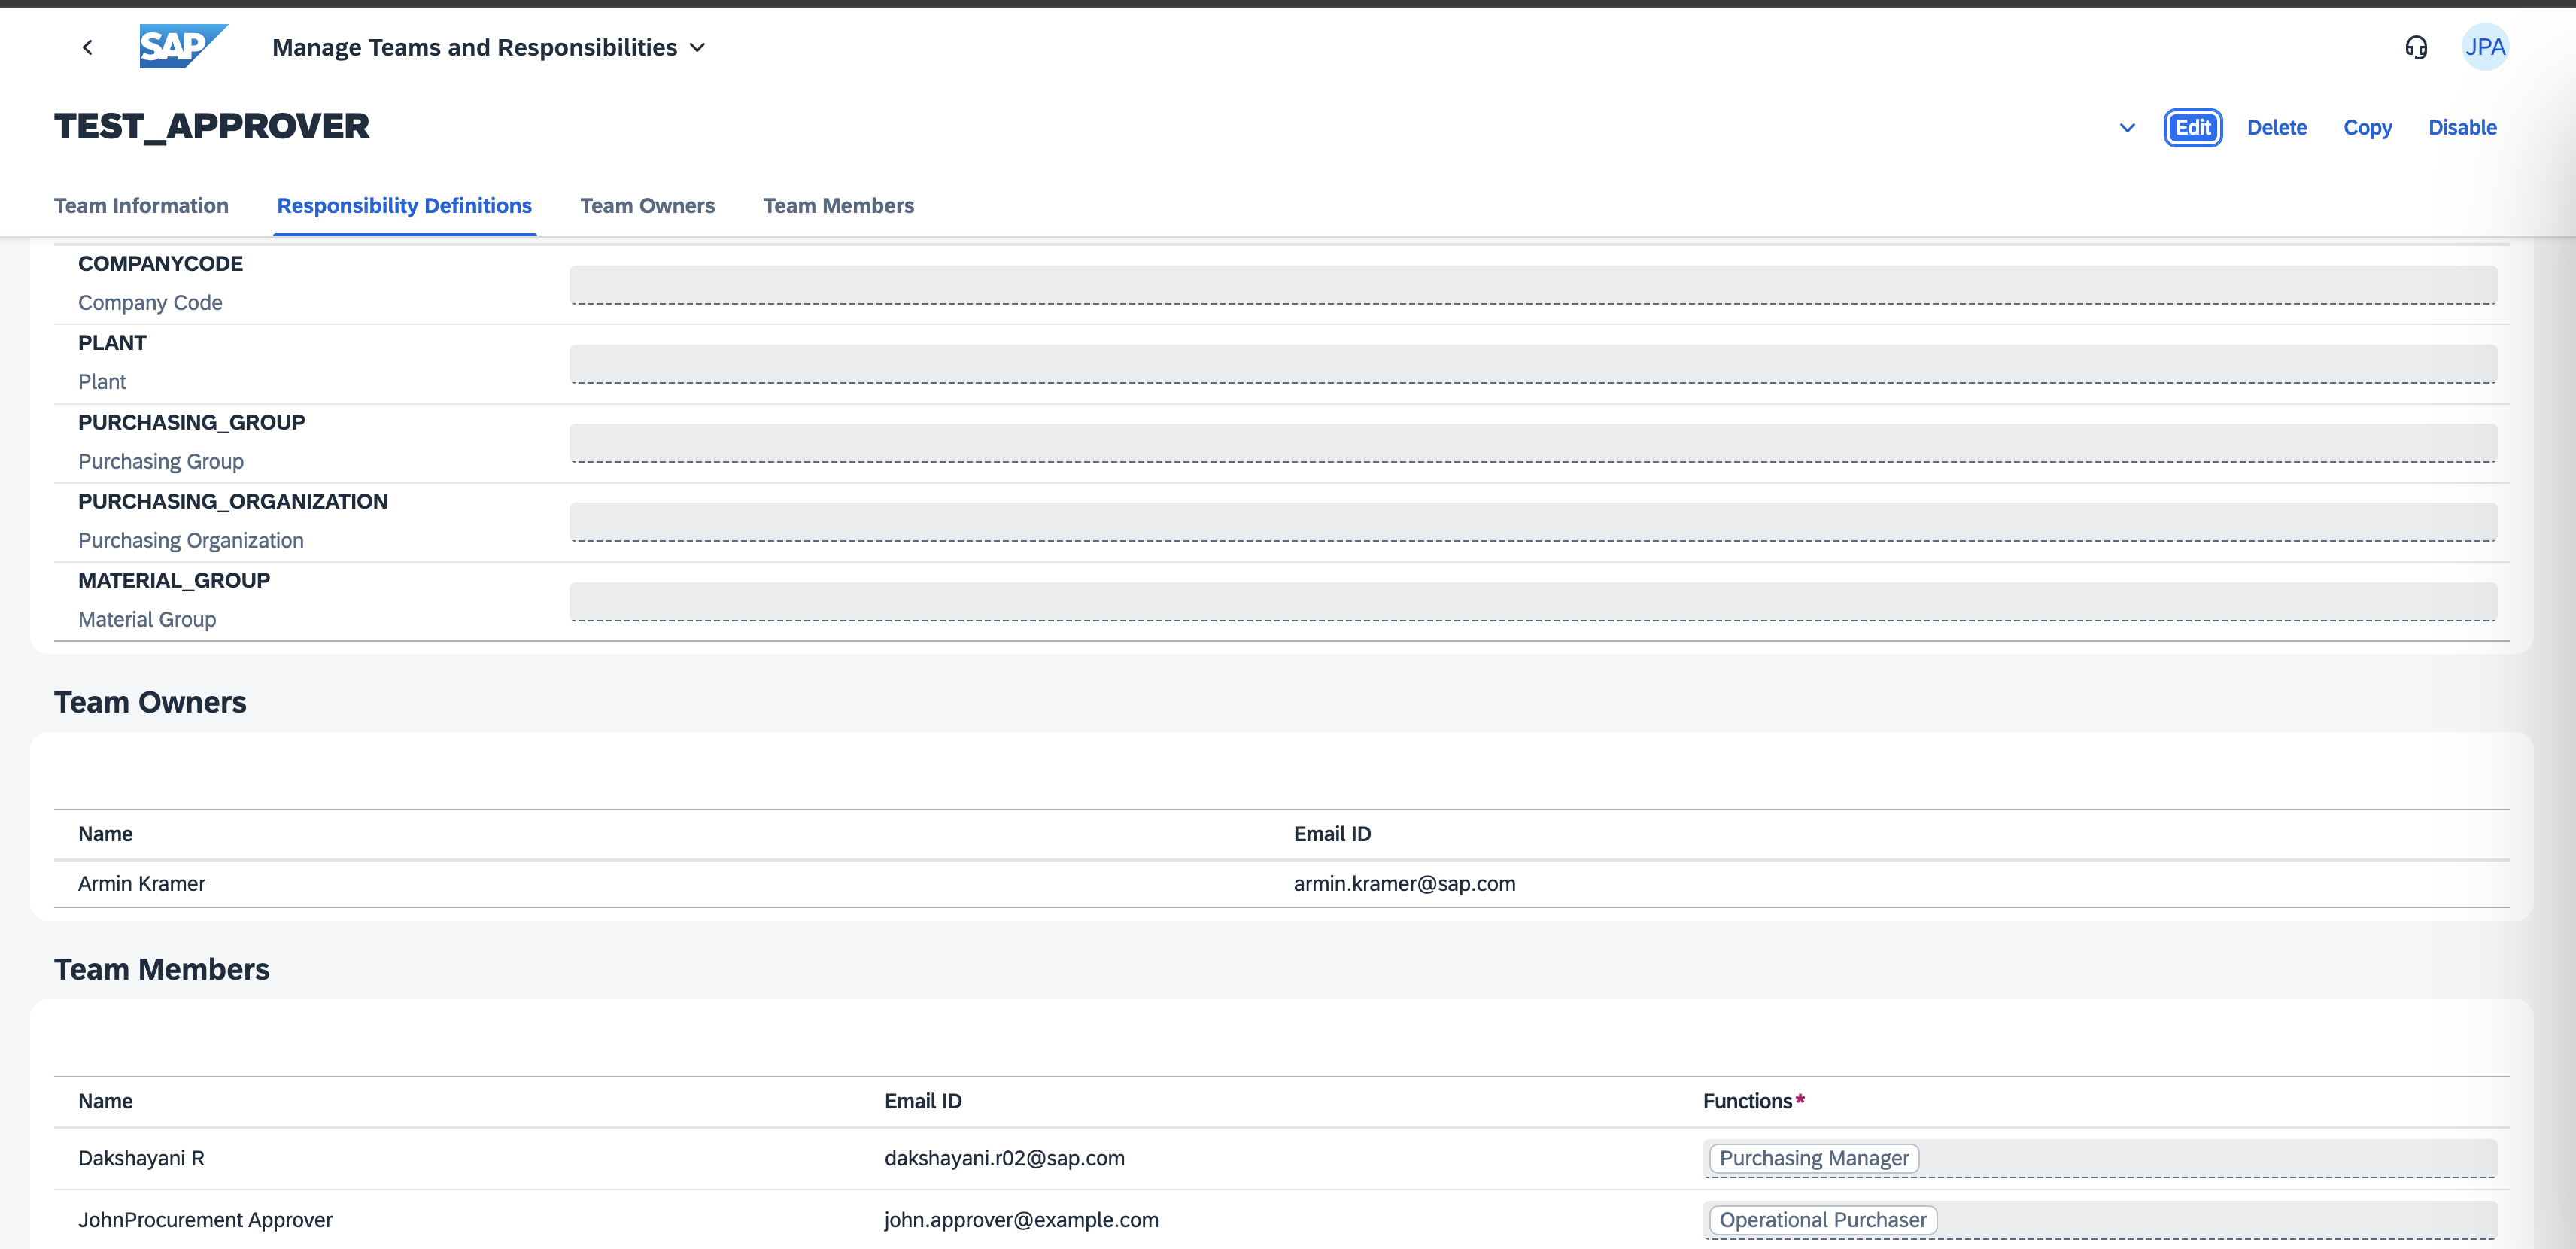 SAP Manage Teams and Responsibilities JPA
TEST_APPROVER Edit Delete Copy Disable
Team Information Responsibility Definitions Team Owners Team Members
COMPANYCODE
Company Code
PLANT
Plant
PURCHASING_GROUP
Purchasing Group
PURCHASING_ORGANIZATION
Purchasing Organization
MATERIAL_GROUP
Material Group
Team Owners
Name Email ID
Armin Kramer armin.kramer@sap.com
Team Members
Name Email ID Functions*
Dakshayani R dakshayani.r02@sap.com Purchasing Manager
JohnProcurement Approver john.approver@example.com Operational Purchaser